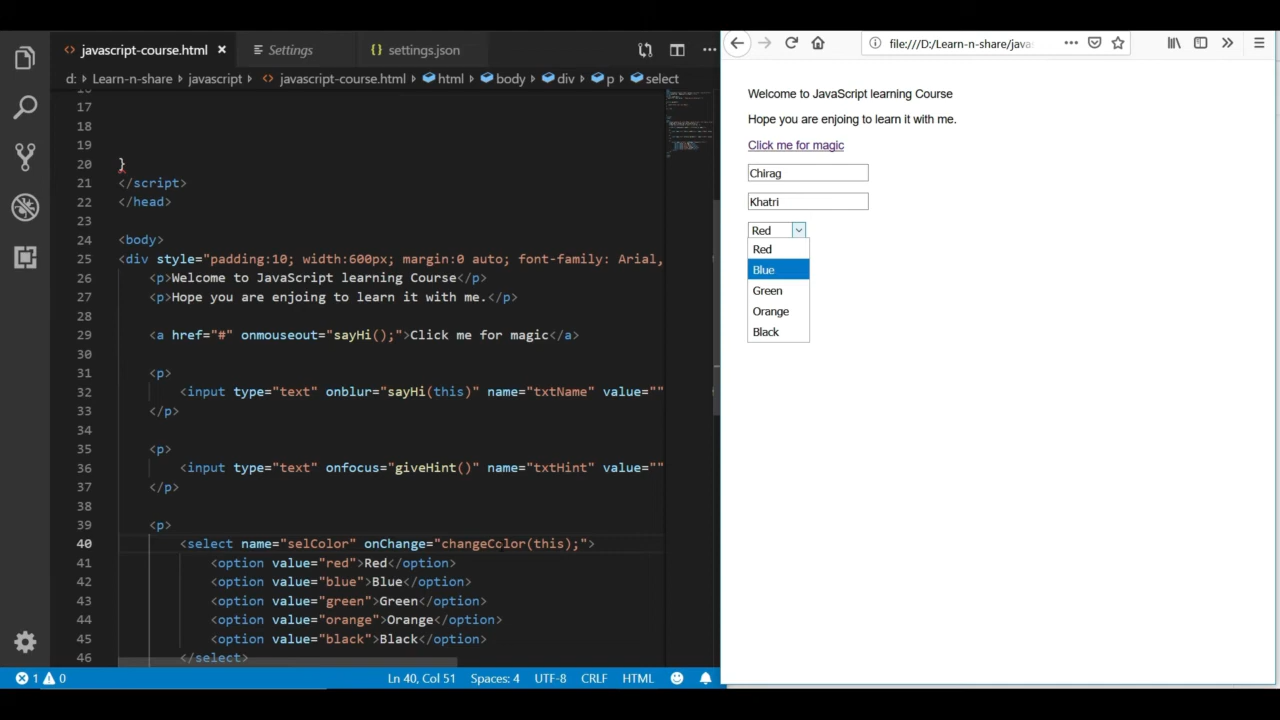 javascript-course.html
Settings
settings.json
d: Learn-n-share javascript javascript-course.html html body div p select
17
18
19
20 }
21 </script>
22 </head>
23
24 <body>
25 <div style="padding:10; width:600px; margin:0 auto; font-family: Arial,
26 <p>Welcome to JavaScript learning Course</p>
27 <p>Hope you are enjoing to learn it with me.</p>
28
29 <a href="#" onmouseout="sayHi();">Click me for magic</a>
30
31 <p>
32 <input type="text" onblur="sayHi(this)" name="txtName" value=""
33 </p>
34
35 <p>
36 <input type="text" onfocus="giveHint()" name="txtHint" value=""
37 </p>
38
39 <p>
40 <select name="selColor" onChange="changeColor(this);">
41 <option value="red">Red</option>
42 <option value="blue">Blue</option>
43 <option value="green">Green</option>
44 <option value="orange">Orange</option>
45 <option value="black">Black</option>
46 </select>
1 0 Ln 40, Col 51 Spaces: 4 UTF-8 CRLF HTML
file:///D:/Learn-n-share/java
Welcome to JavaScript learning Course
Hope you are enjoing to learn it with me.
Click me for magic
Chirag
Khatri
Red
Red
Blue
Green
Orange
Black